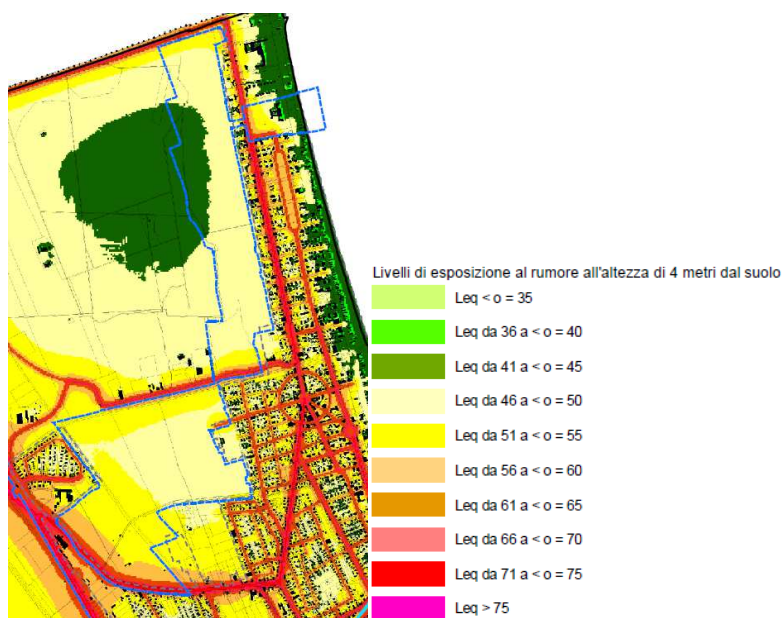 Livelli di esposizione al rumore all'altezza di 4 metri dal suolo
Leq < o = 35
Leq da 36 a < o = 40
Leq da 41 a < o = 45
Leq da 46 a < o = 50
Leq da 51 a < o = 55
Leq da 56 a < o = 60
Leq da 61 a < o = 65
Leq da 66 a < o = 70
Leq da 71 a < o = 75
Leq > 75